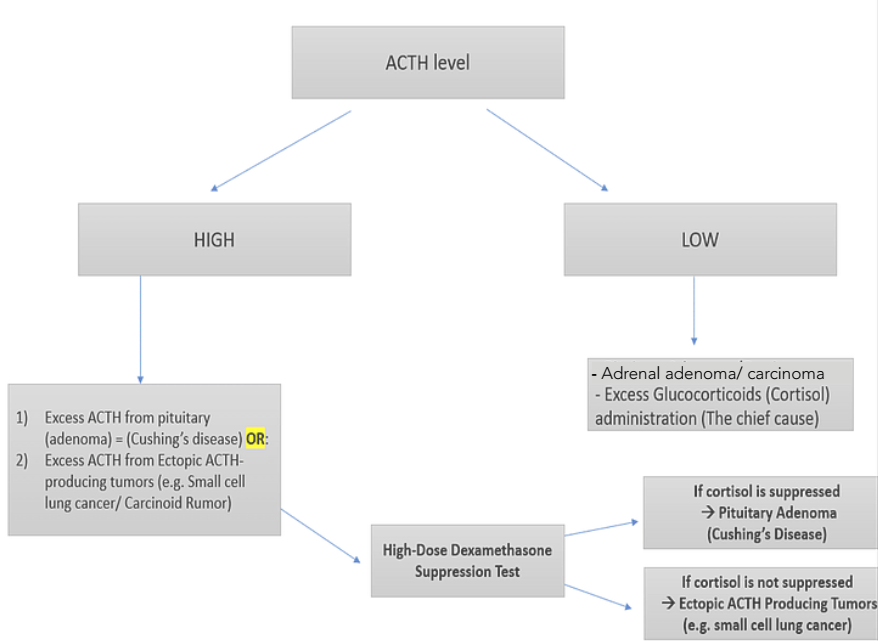 ACTH level
HIGH
LOW
1) Excess ACTH from pituitary
(adenoma) = (Cushing's disease) OR:
2) Excess ACTH from Ectopic ACTH-
producing tumors (e.g. Small cell
lung cancer/ Carcinoid Rumor)
- Adrenal adenoma/ carcinoma
- Excess Glucocorticoids (Cortisol)
administration (The chief cause)
High-Dose Dexamethasone
Suppression Test
If cortisol is suppressed
→ Pituitary Adenoma
(Cushing's Disease)
If cortisol is not suppressed
→ Ectopic ACTH Producing Tumors
(e.g. small cell lung cancer)